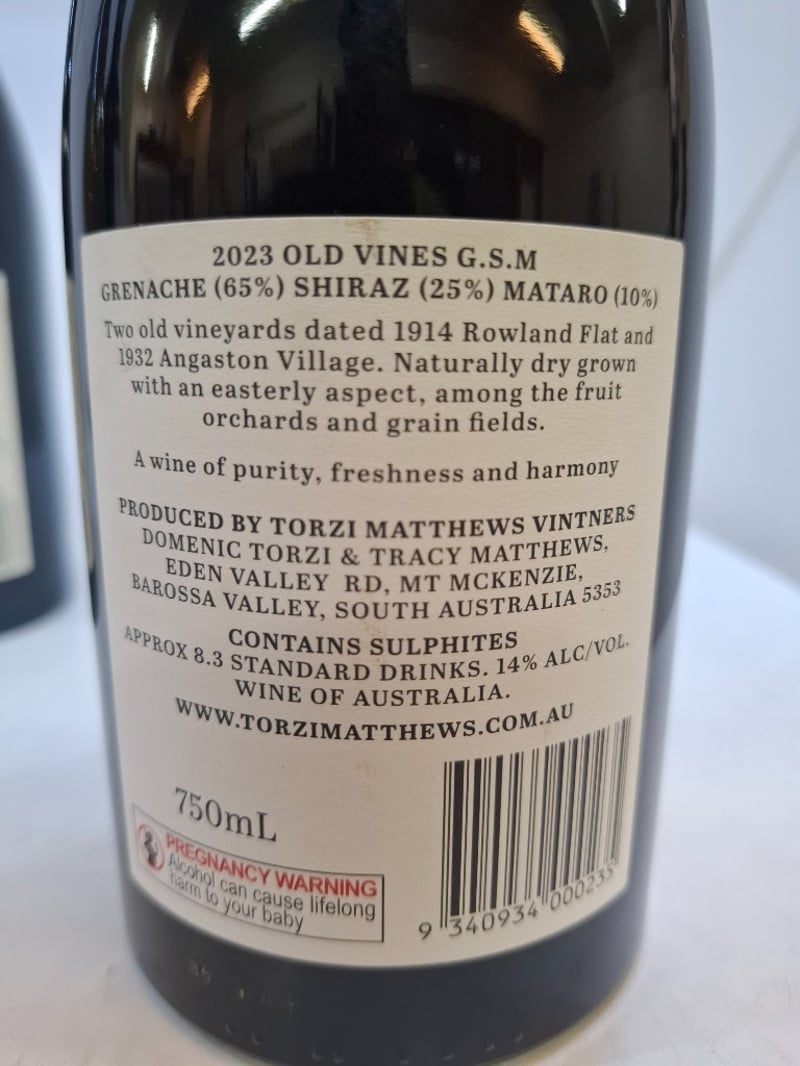 2023 OLD VINES G.S.M
GRENACHE (65%) SHIRAZ (25%) MATARO (10%)
Two old vineyards dated 1914 Rowland Flat and
1932 Angaston Village. Naturally dry grown
with an easterly aspect, among the fruit
orchards and grain fields.
A wine of purity, freshness and harmony
PRODUCED BY TORZI MATTHEWS VINTNERS
DOMENIC TORZI & TRACY MATTHEWS,
EDEN VALLEY RD, MT MCKENZIE,
BAROSSA VALLEY, SOUTH AUSTRALIA 5353
CONTAINS SULPHITES
APPROX 8.3 STANDARD DRINKS. 14% ALC/VOL.
WINE OF AUSTRALIA.
WWW.TORZIMATTHEWS.COM.AU
750mL
PREGNANCY WARNING
Alcohol can cause lifelong
harm to your baby
9 340934 000235